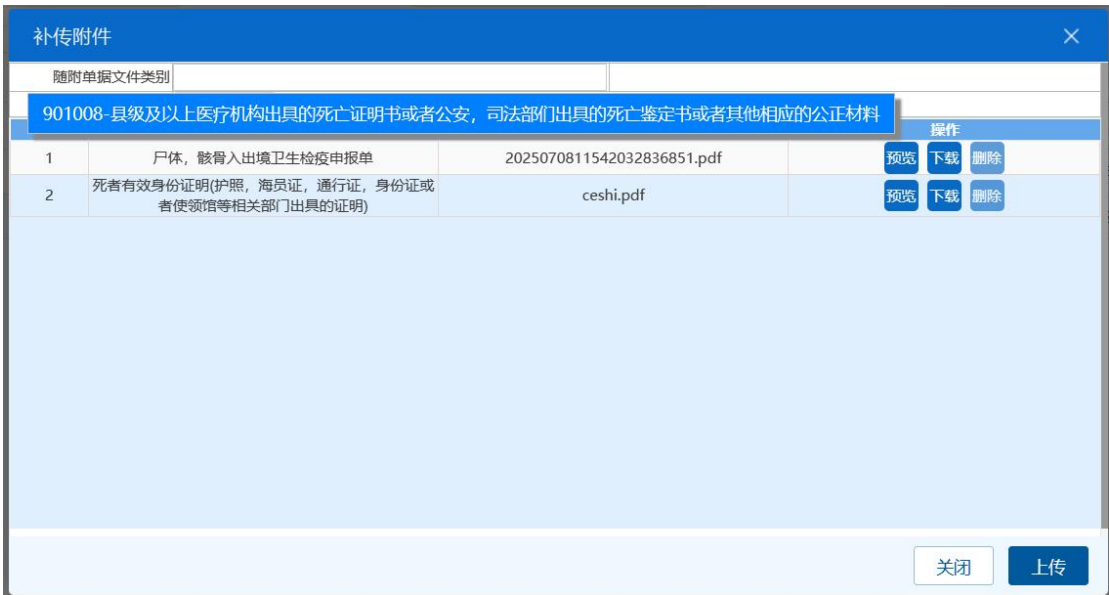 补传附件
随附单据文件类别
901008-县级及以上医疗机构出具的死亡证明书或者公安，司法部们出具的死亡鉴定书或者其他相应的公正材料
操作
1 尸体，骸骨入出境卫生检疫申报单 2025070811542032836851.pdf 预览 下载 删除
2 死者有效身份证明(护照，海员证，通行证，身份证或
者使领馆等相关部门出具的证明) ceshi.pdf 预览 下载 删除
关闭 上传